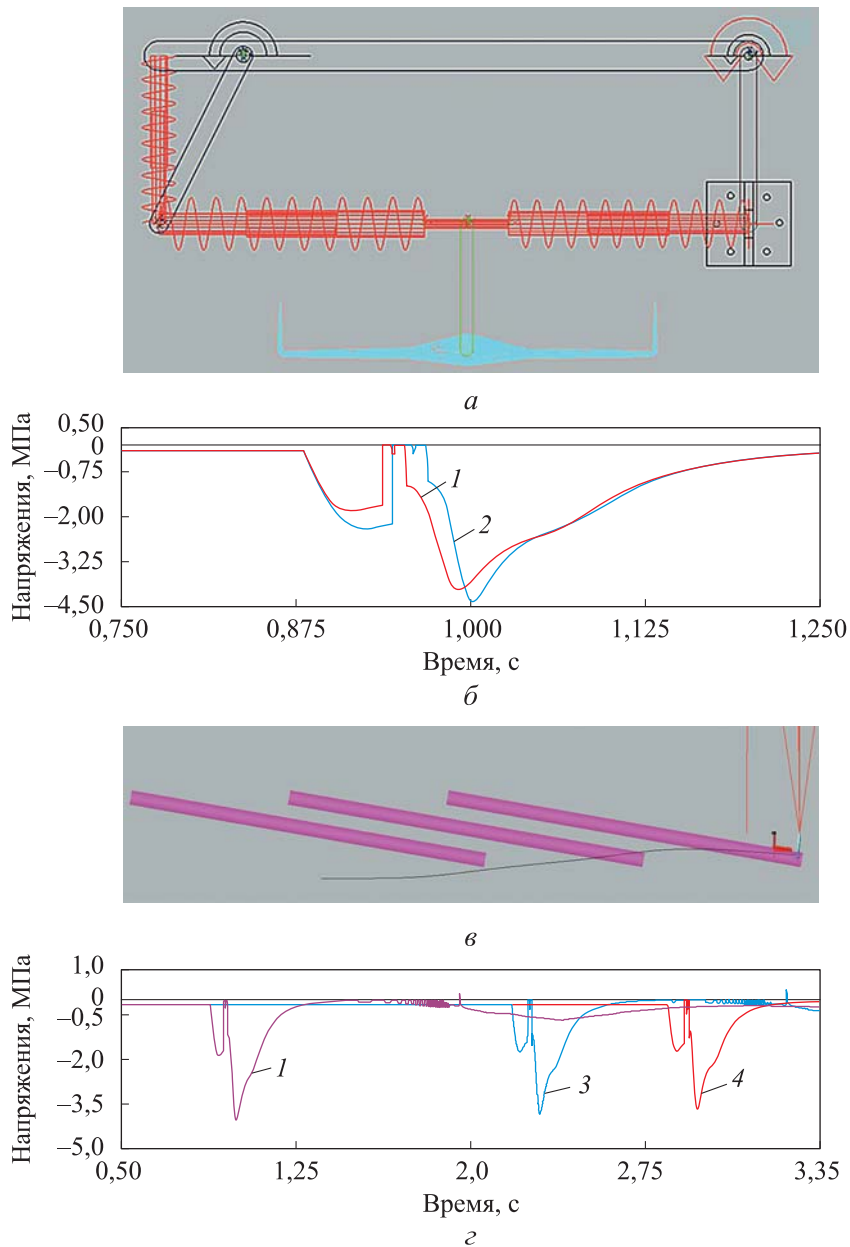 а
Напряжения, МПа
0,50
0
–0,75
–2,00
–3,25
–4,50
1
2
0,750 0,875 1,000 1,125 1,250
Время, с
б
в
Напряжения, МПа
1,0
0
–0,5
–2,0
–3,5
–5,0
1
3
4
0,50 1,25 2,0 2,75 3,35
Время, с
г